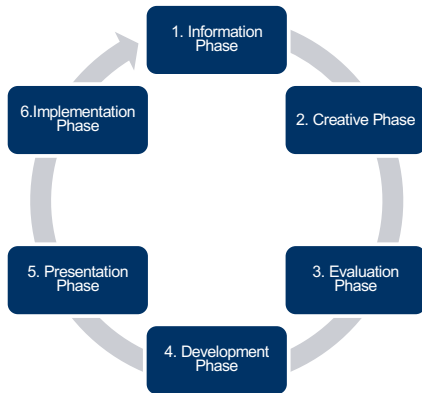 1. Information
Phase
2. Creative Phase
3. Evaluation
Phase
4. Development
Phase
5. Presentation
Phase
6.Implementation
Phase